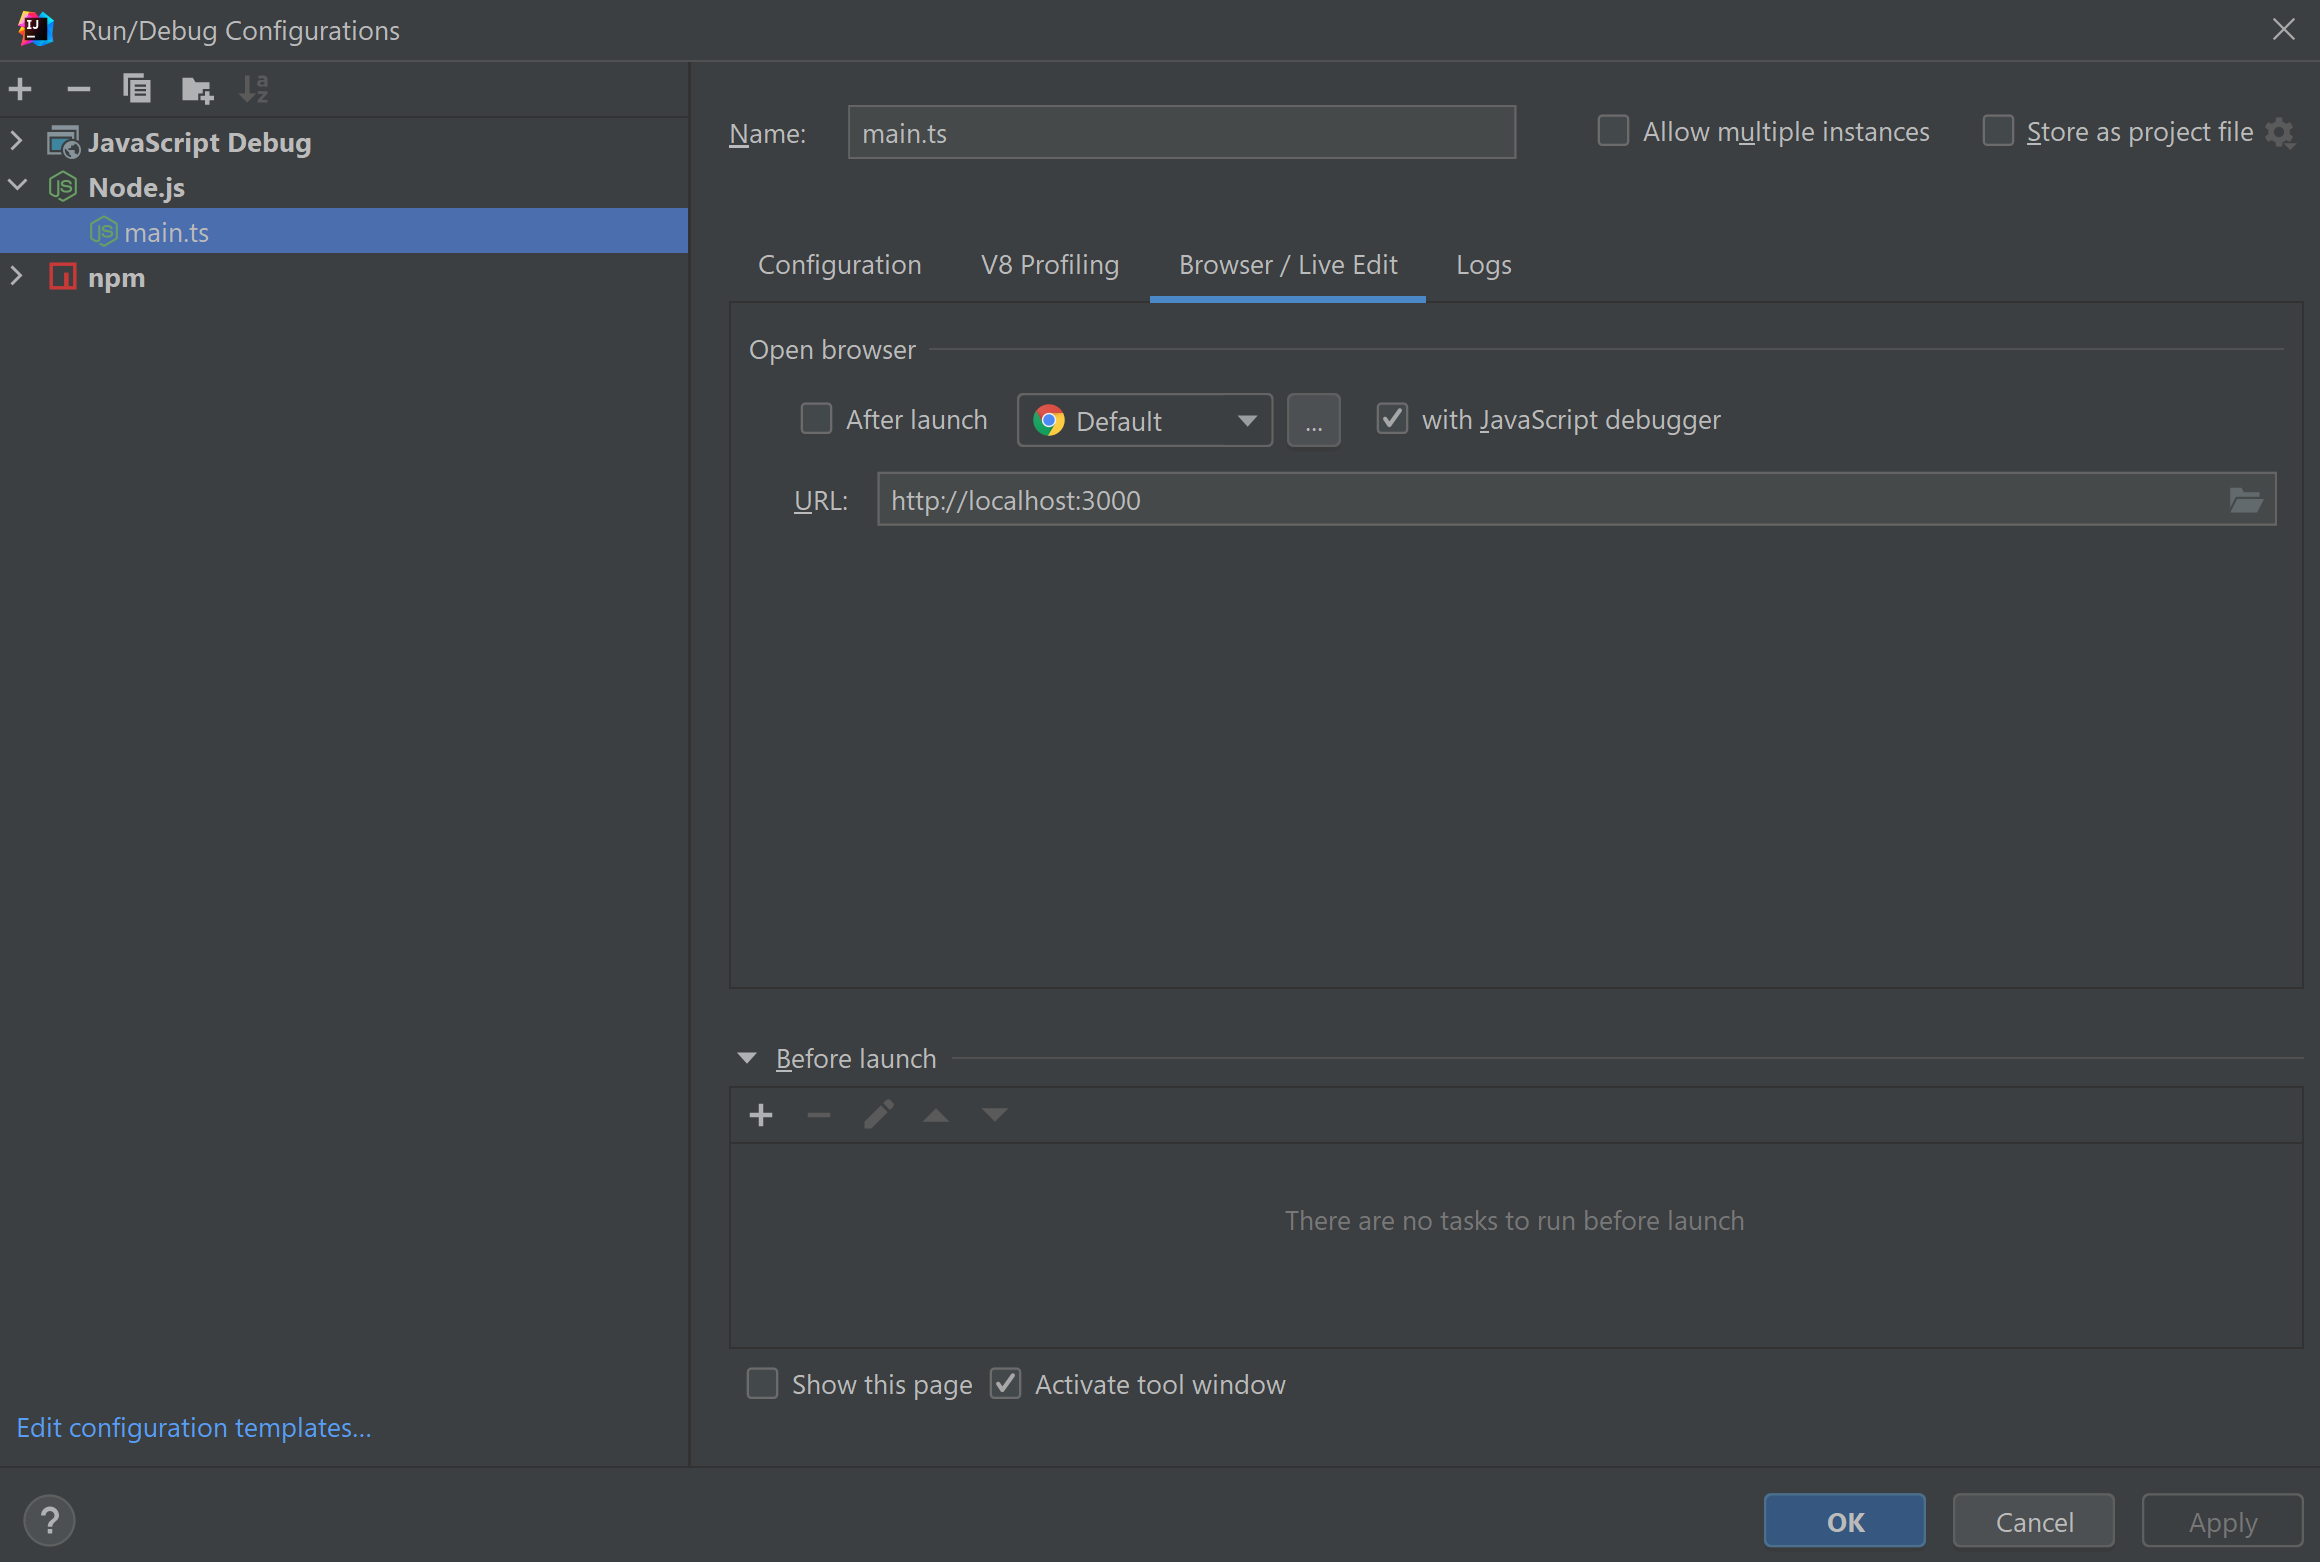 Run/Debug Configurations
JavaScript Debug
Node.js
main.ts
npm
Edit configuration templates...
Name: main.ts
Allow multiple instances
Store as project file
Configuration V8 Profiling Browser / Live Edit Logs
Open browser
After launch Default ... with JavaScript debugger
URL: http://localhost:3000
Before launch
There are no tasks to run before launch
Show this page Activate tool window
? OK Cancel Apply